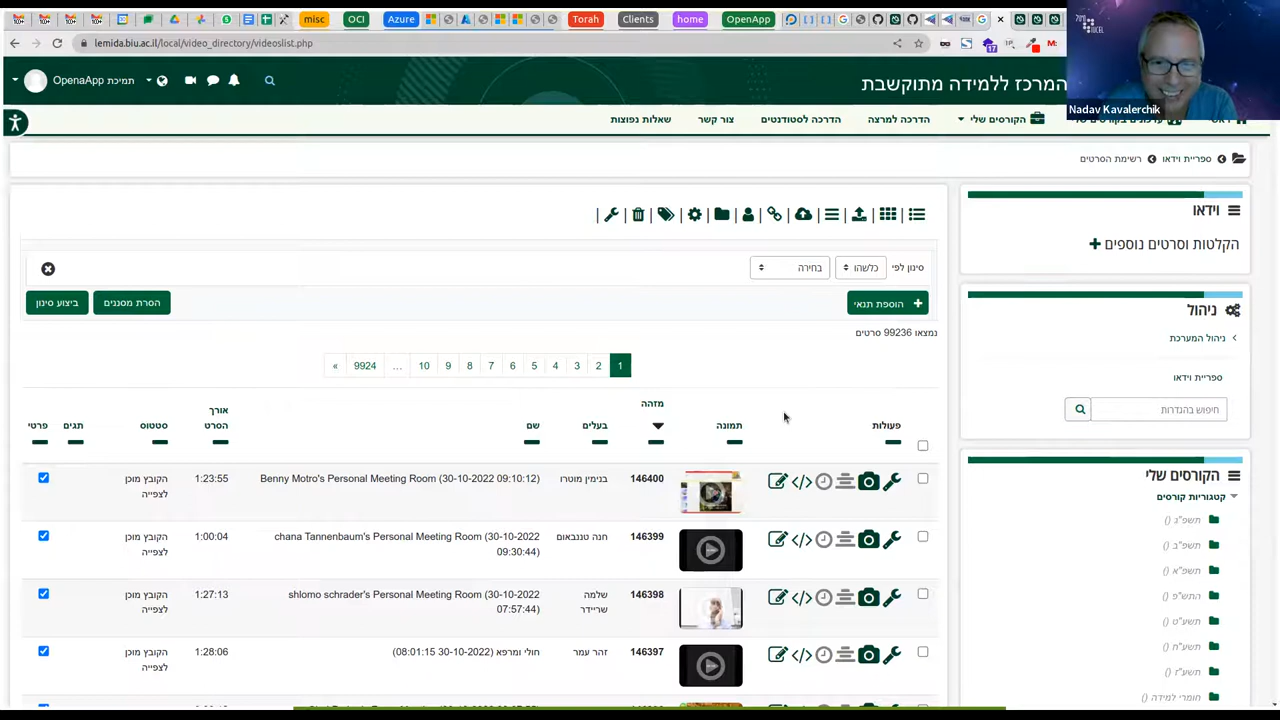 misc
OCI
Azure
Torah
Clients
home
OpenApp
lemida.biu.ac.il/local/video_directory/videoslist.php
Nadav Kavalerchik
תמיכת OpenaApp
המרכז ללמידה מתוקשבת
הקורסים שלי
הדרכה למרצה
הדרכה לסטודנטים
צור קשר
שאלות נפוצות
ספריית וידאו
רשימת הסרטים
וידאו
הקלטות וסרטים נוספים
ניהול
ניהול המערכת
ספריית וידאו
חיפוש בהגדרות
הקורסים שלי
קטגוריות קורסים
תשפ"ג ()
תשפ"ב ()
תשפ"א ()
התש"פ ()
תשע"ט ()
תשע"ח ()
תשע"ז ()
חומרי למידה ()
סינון לפי כלשהו בחירה
הוספת תנאי
הסרת מסננים
ביצוע סינון
נמצאו 99236 סרטים
1 2 3 4 5 6 7 8 9 10 ... 9924 »
פעולות תמונה מזהה בעלים שם אורך הסרט סטטוס תגים פרטי
146400 בנימין מוטרו Benny Motro's Personal Meeting Room (30-10-2022 09:10:12) 1:23:55 הקובץ מוכן לצפייה
146399 חנה טננבאום chana Tannenbaum's Personal Meeting Room (30-10-2022 09:30:44) 1:00:04 הקובץ מוכן לצפייה
146398 שלמה שריידר shlomo schrader's Personal Meeting Room (30-10-2022 07:57:44) 1:27:13 הקובץ מוכן לצפייה
146397 זהר עמר חולי ומרפא (30-10-2022 08:01:15) 1:28:06 הקובץ מוכן לצפייה